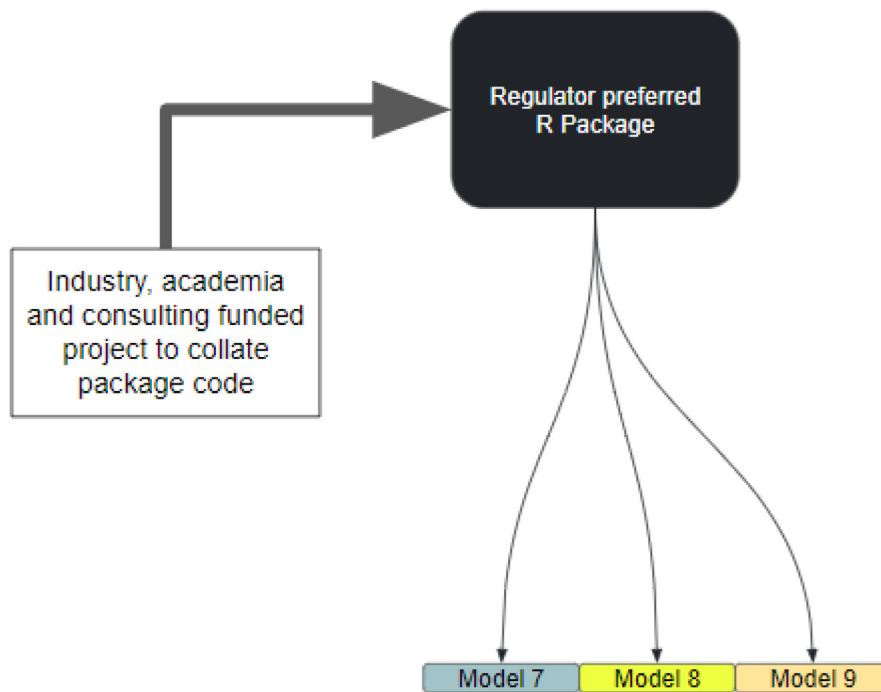 Regulator preferred
R Package
Industry, academia
and consulting funded
project to collate
package code
Model 7
Model 8
Model 9